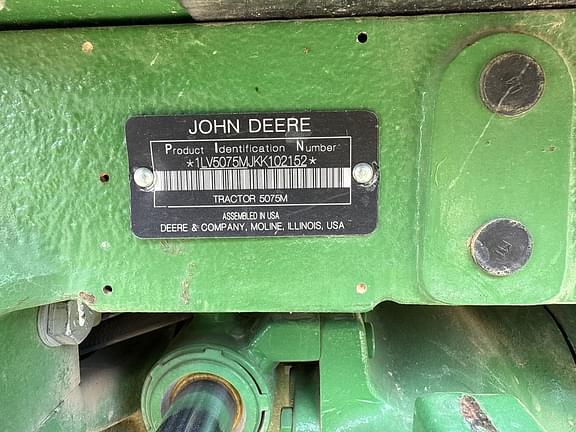 JOHN DEERE
Product Identification Number
*1LV5075MJKK102152*
TRACTOR 5075M
ASSEMBLED IN USA
DEERE & COMPANY, MOLINE, ILLINOIS, USA